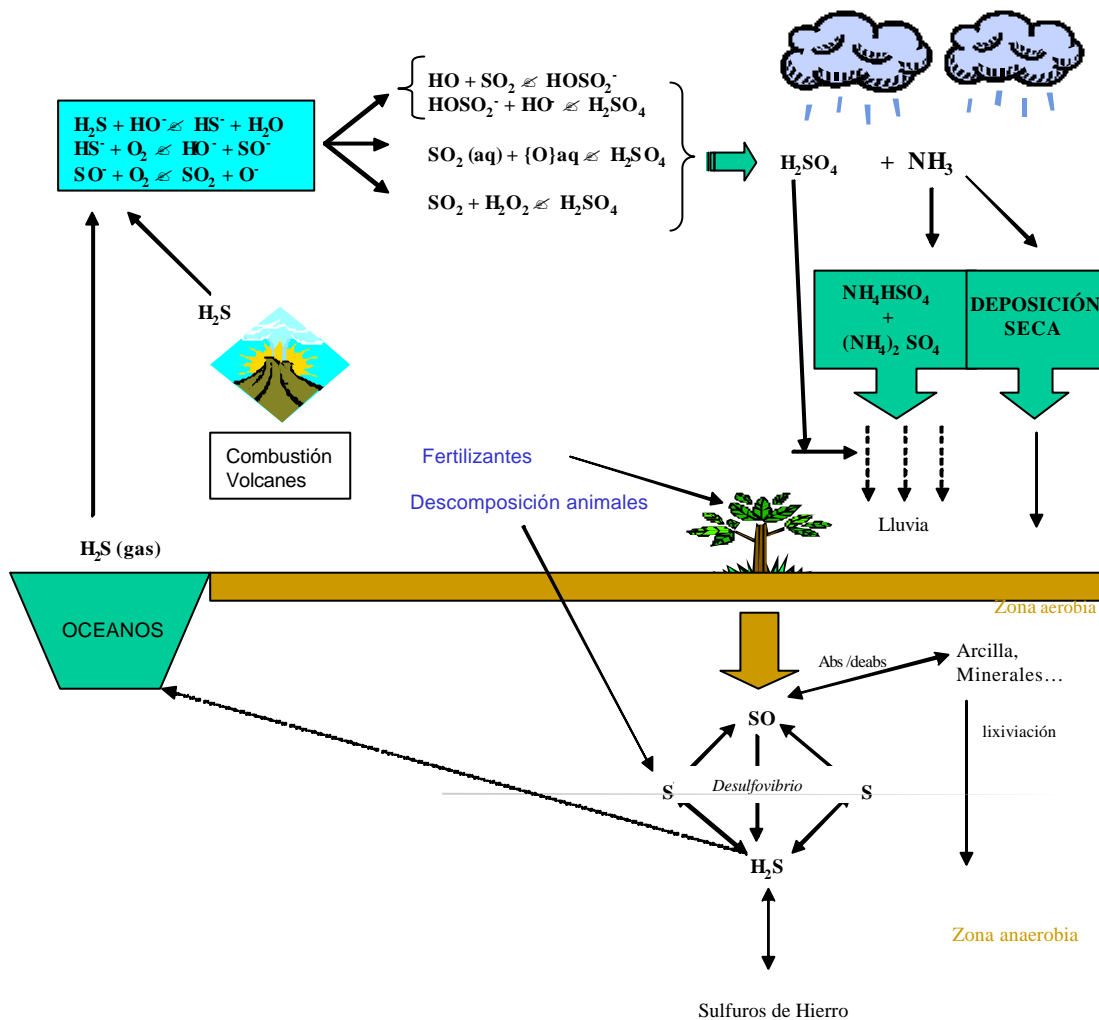 HO + SO₂ ⇍ HOSO₂⁻
HOSO₂⁻ + HO· ⇍ H₂SO₄
H₂S + HO⁻ ⇍ HS⁻ + H₂O
HS⁻ + O₂ ⇍ HO⁻ + SO⁻
SO⁻ + O₂ ⇍ SO₂ + O⁻
SO₂ (aq) + {O}aq ⇍ H₂SO₄
SO₂ + H₂O₂ ⇍ H₂SO₄
H₂SO₄ + NH₃
H₂S
NH₄HSO₄
+
(NH₄)₂ SO₄
DEPOSICIÓN
SECA
Combustión
Volcanes
Fertilizantes
Descomposición animales
Lluvia
H₂S (gas)
OCEANOS
Zona aerobia
Abs /deabs
Arcilla,
Minerales…
SO
lixiviación
S
Desulfovibrio
S
H₂S
Zona anaerobia
Sulfuros de Hierro